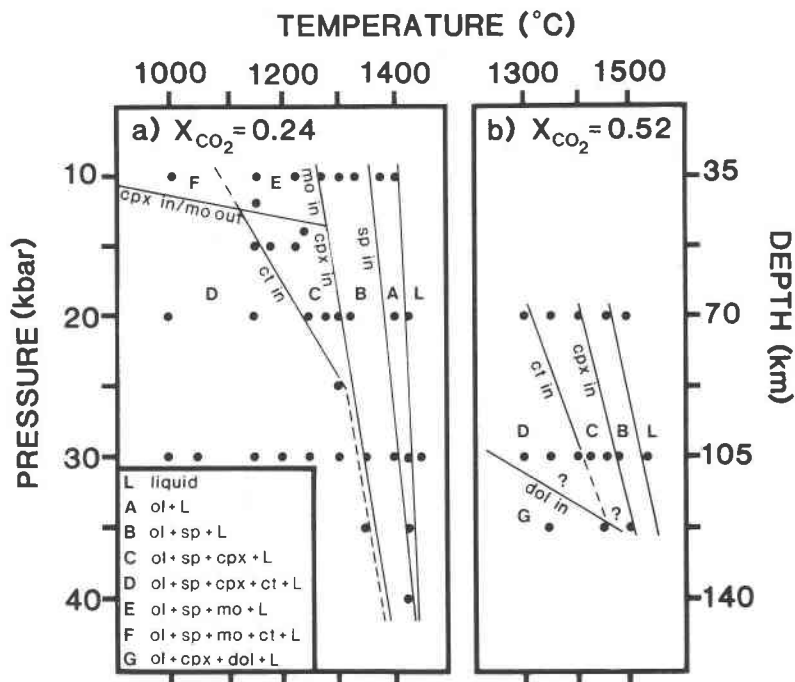 TEMPERATURE (°C)
1000 1200 1400 1300 1500
a) XCO2 = 0.24
b) XCO2 = 0.52
PRESSURE (kbar)
10
20
30
40
DEPTH (km)
35
70
105
140
F
E
cpx in/mo out
mo in
cpx in
sp in
ct in
D
C
B
A
L
ct in
cpx in
D
C
B
L
?
dol in
?
G
L liquid
A ol + L
B ol + sp + L
C ol + sp + cpx + L
D ol + sp + cpx + ct + L
E ol + sp + mo + L
F ol + sp + mo + ct + L
G ol + cpx + dol + L